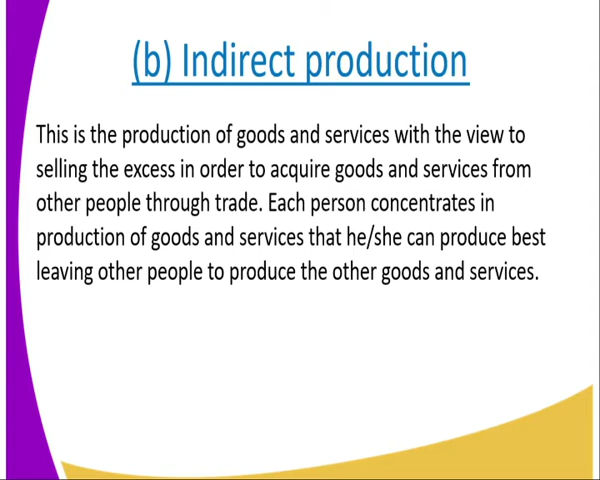 (b) Indirect production
This is the production of goods and services with the view to
selling the excess in order to acquire goods and services from
other people through trade. Each person concentrates in
production of goods and services that he/she can produce best
leaving other people to produce the other goods and services.